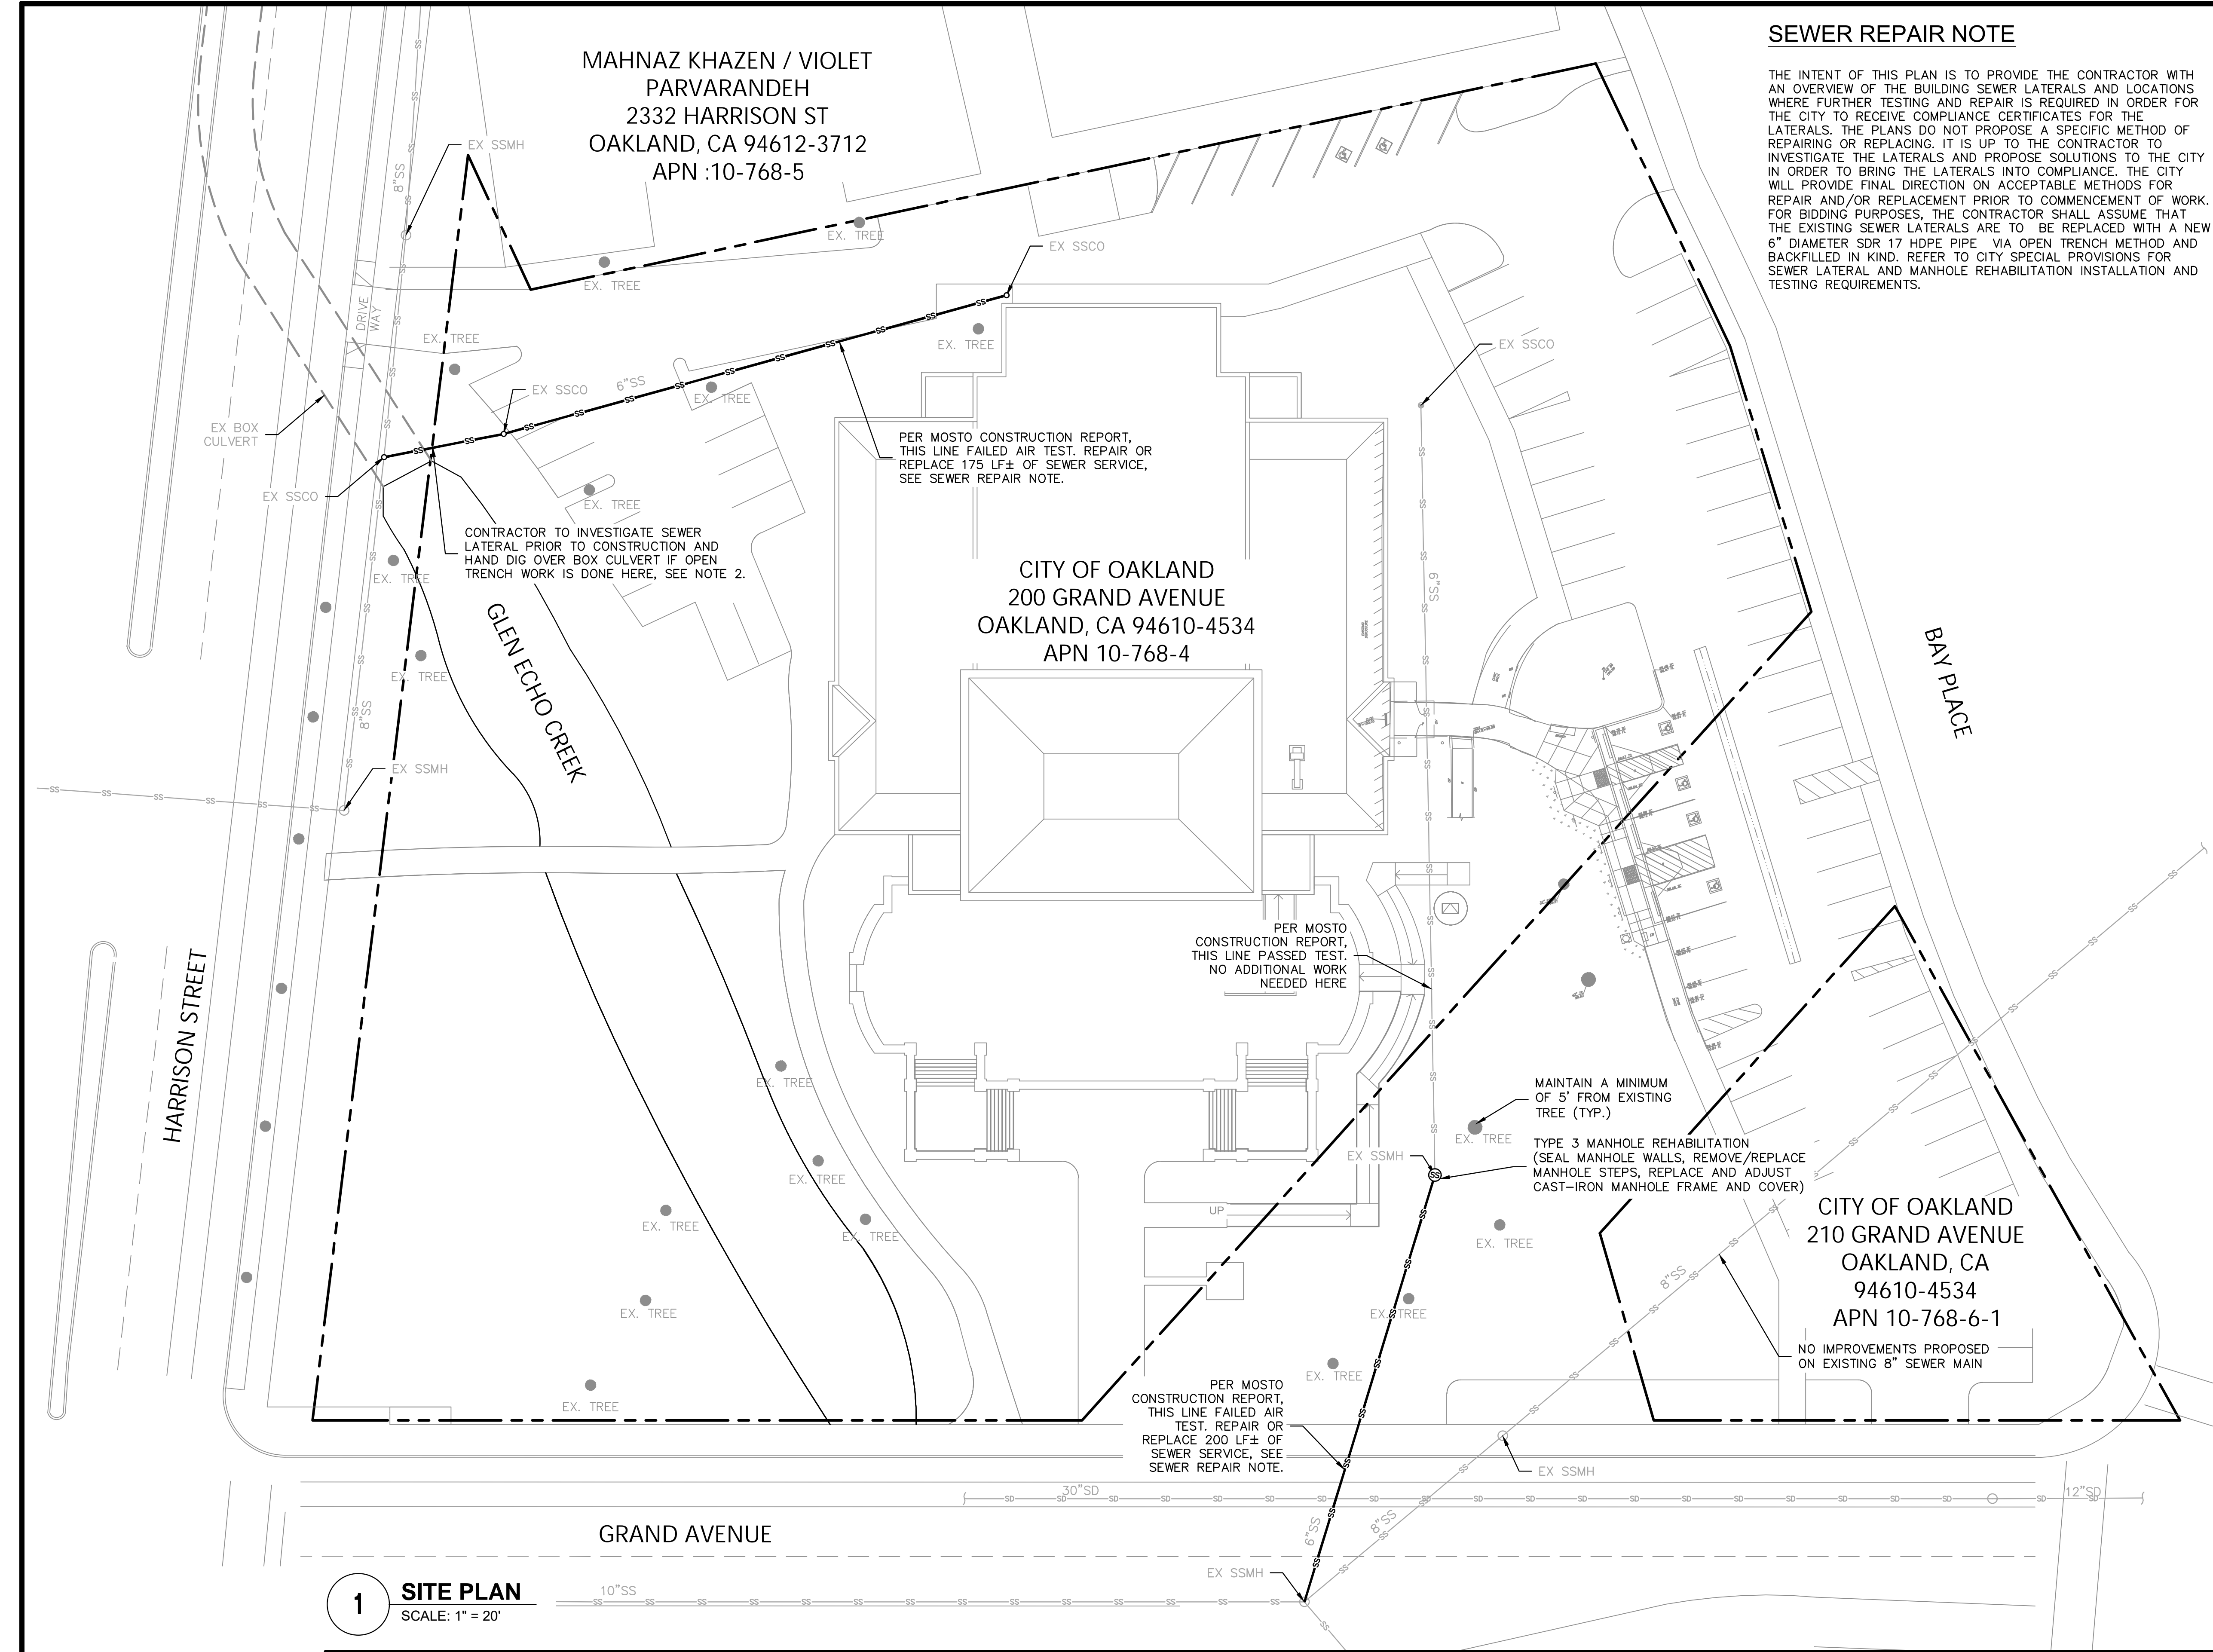 SEWER REPAIR NOTE
THE INTENT OF THIS PLAN IS TO PROVIDE THE CONTRACTOR WITH
AN OVERVIEW OF THE BUILDING SEWER LATERALS AND LOCATIONS
WHERE FURTHER TESTING AND REPAIR IS REQUIRED IN ORDER FOR
THE CITY TO RECEIVE COMPLIANCE CERTIFICATES FOR THE
LATERALS. THE PLANS DO NOT PROPOSE A SPECIFIC METHOD OF
REPAIRING OR REPLACING. IT IS UP TO THE CONTRACTOR TO
INVESTIGATE THE LATERALS AND PROPOSE SOLUTIONS TO THE CITY
IN ORDER TO BRING THE LATERALS INTO COMPLIANCE. THE CITY
WILL PROVIDE FINAL DIRECTION ON ACCEPTABLE METHODS FOR
REPAIR AND/OR REPLACEMENT PRIOR TO COMMENCEMENT OF WORK.
FOR BIDDING PURPOSES, THE CONTRACTOR SHALL ASSUME THAT
THE EXISTING SEWER LATERALS ARE TO BE REPLACED WITH A NEW
6" DIAMETER SDR 17 HDPE PIPE VIA OPEN TRENCH METHOD AND
BACKFILLED IN KIND. REFER TO CITY SPECIAL PROVISIONS FOR
SEWER LATERAL AND MANHOLE REHABILITATION INSTALLATION AND
TESTING REQUIREMENTS.
MAHNAZ KHAZEN / VIOLET
PARVARANDEH
2332 HARRISON ST
OAKLAND, CA 94612-3712
APN :10-768-5
EX SSMH
8"SS
EX. TREE
EX. TREE
EX SSCO
DRIVE
WAY
EX. TREE
EX. TREE
EX SSCO
EX SSCO
6"SS
EX. TREE
EX BOX
CULVERT
PER MOSTO CONSTRUCTION REPORT,
THIS LINE FAILED AIR TEST. REPAIR OR
REPLACE 175 LF± OF SEWER SERVICE,
SEE SEWER REPAIR NOTE.
EX SSCO
EX. TREE
CONTRACTOR TO INVESTIGATE SEWER
LATERAL PRIOR TO CONSTRUCTION AND
HAND DIG OVER BOX CULVERT IF OPEN
TRENCH WORK IS DONE HERE, SEE NOTE 2.
EX. TREE
CITY OF OAKLAND
200 GRAND AVENUE
OAKLAND, CA 94610-4534
APN 10-768-4
6"SS
GLEN ECHO CREEK
EX. TREE
8"SS
BAY PLACE
EX SSMH
PER MOSTO
CONSTRUCTION REPORT,
THIS LINE PASSED TEST.
NO ADDITIONAL WORK
NEEDED HERE
HARRISON STREET
EX. TREE
MAINTAIN A MINIMUM
OF 5' FROM EXISTING
TREE (TYP.)
EX. TREE
TYPE 3 MANHOLE REHABILITATION
(SEAL MANHOLE WALLS, REMOVE/REPLACE
MANHOLE STEPS, REPLACE AND ADJUST
CAST-IRON MANHOLE FRAME AND COVER)
EX SSMH
SS
EX. TREE
UP
EX. TREE
EX. TREE
EX. TREE
CITY OF OAKLAND
210 GRAND AVENUE
OAKLAND, CA
94610-4534
APN 10-768-6-1
8"SS
EX. TREE
EX. TREE
NO IMPROVEMENTS PROPOSED
ON EXISTING 8" SEWER MAIN
EX. TREE
EX. TREE
PER MOSTO
CONSTRUCTION REPORT,
THIS LINE FAILED AIR
TEST. REPAIR OR
REPLACE 200 LF± OF
SEWER SERVICE, SEE
SEWER REPAIR NOTE.
EX SSMH
30"SD
12"SD
6"SS
8"SS
GRAND AVENUE
EX SSMH
10"SS
1
SITE PLAN
SCALE: 1" = 20'